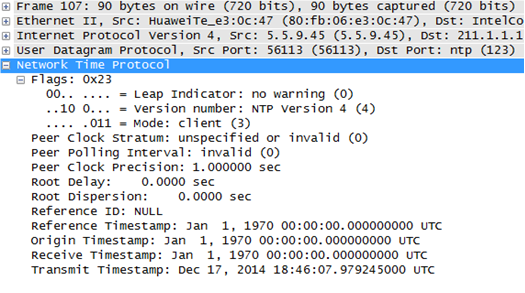 Frame 107: 90 bytes on wire (720 bits), 90 bytes captured (720 bits)
Ethernet II, Src: HuaweiTe_e3:0c:47 (80:fb:06:e3:0c:47), Dst: IntelCo
Internet Protocol Version 4, Src: 5.5.9.45 (5.5.9.45), Dst: 211.1.1.1
User Datagram Protocol, Src Port: 56113 (56113), Dst Port: ntp (123)
Network Time Protocol
Flags: 0x23
00.. .... = Leap Indicator: no warning (0)
..10 0... = Version number: NTP Version 4 (4)
.... .011 = Mode: client (3)
Peer Clock Stratum: unspecified or invalid (0)
Peer Polling Interval: invalid (0)
Peer Clock Precision: 1.000000 sec
Root Delay: 0.0000 sec
Root Dispersion: 0.0000 sec
Reference ID: NULL
Reference Timestamp: Jan 1, 1970 00:00:00.000000000 UTC
Origin Timestamp: Jan 1, 1970 00:00:00.000000000 UTC
Receive Timestamp: Jan 1, 1970 00:00:00.000000000 UTC
Transmit Timestamp: Dec 17, 2014 18:46:07.979245000 UTC